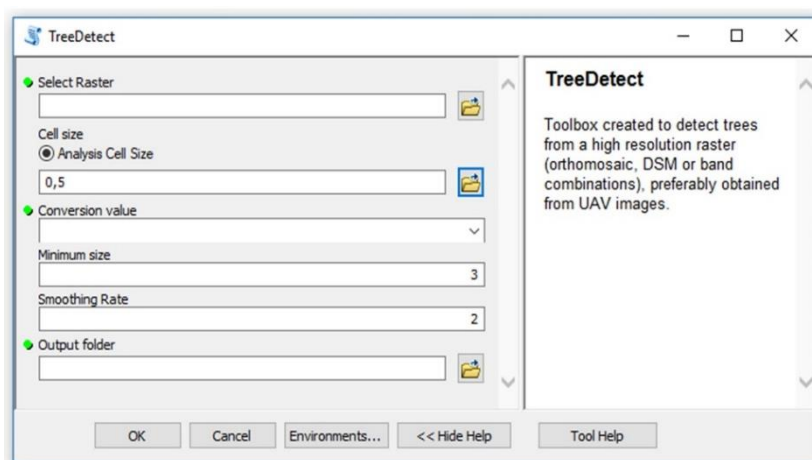 TreeDetect
Select Raster
Cell size
Analysis Cell Size
0,5
Conversion value
Minimum size
3
Smoothing Rate
2
Output folder
TreeDetect
Toolbox created to detect trees
from a high resolution raster
(orthomosaic, DSM or band
combinations), preferably obtained
from UAV images.
OK
Cancel
Environments...
<< Hide Help
Tool Help